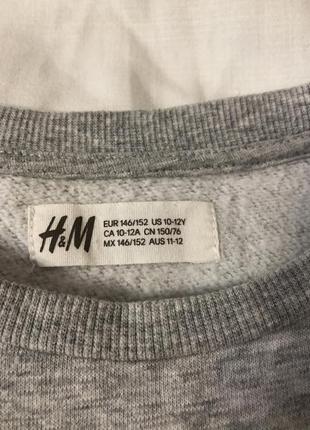 H&M
EUR 146/152 US 10-12Y
CA 10-12A CN 150/76
MX 146/152 AUS 11-12